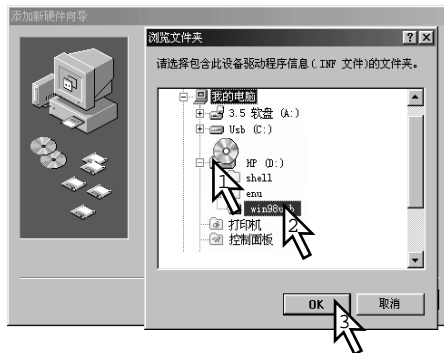 添加新硬件向导
浏览文件夹
请选择包含此设备驱动程序信息(INF 文件)的文件夹。
我的电脑
3.5 软盘 (A:)
Usb (C:)
HP (D:)
1
shell
enu
win98usb
2
打印机
控制面板
OK
取消
3